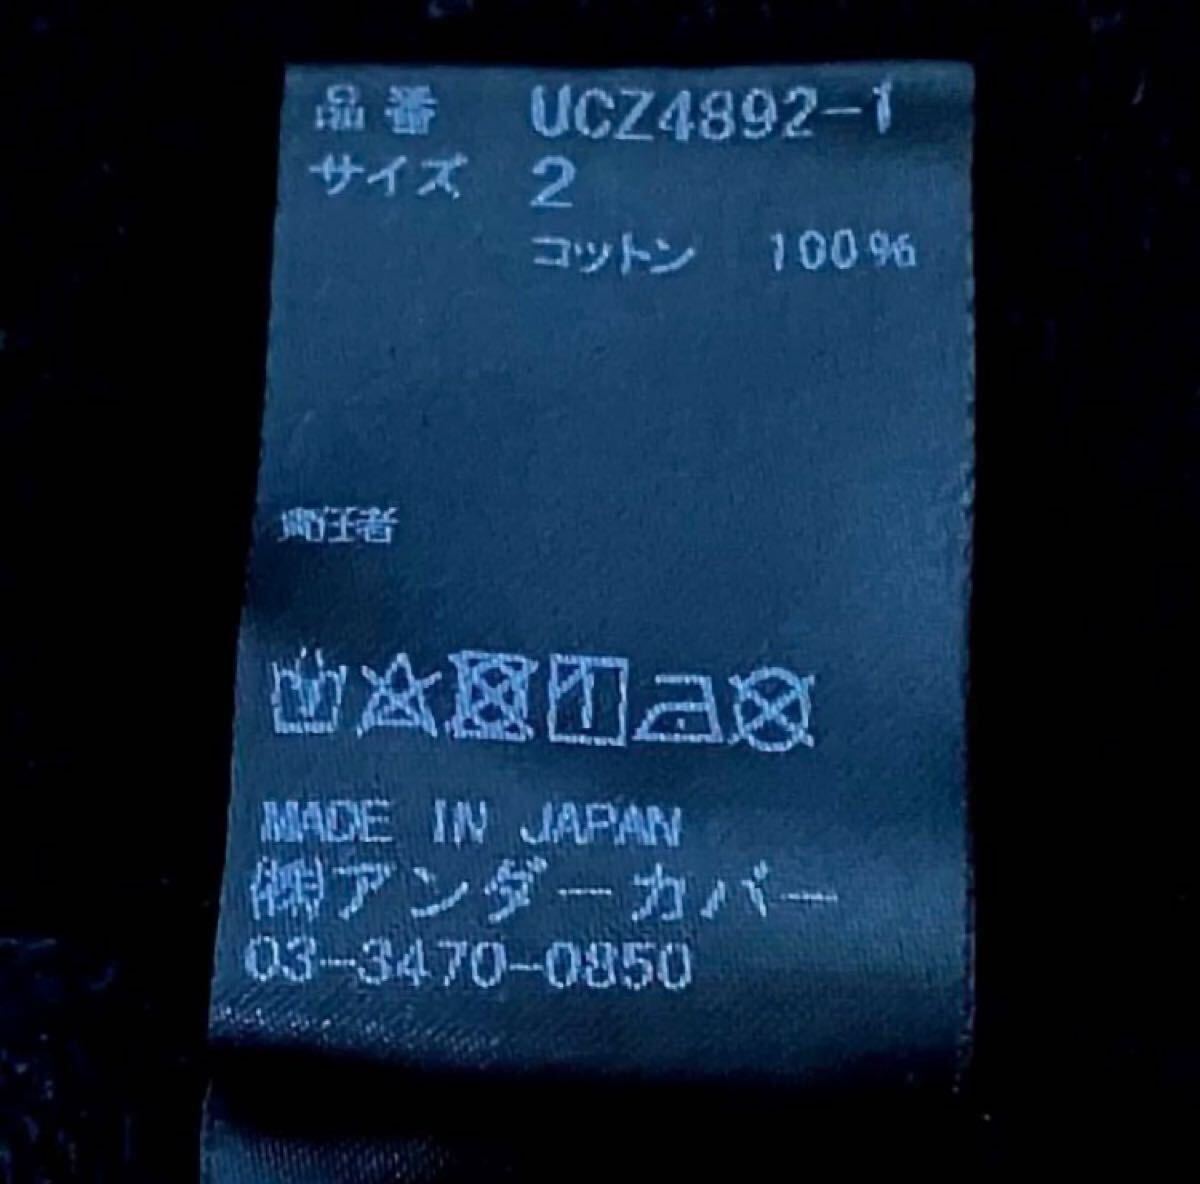 品番 UCZ4892-1
サイズ 2
コットン 100%
責任者
MADE IN JAPAN
㈱アンダーカバー
03-3470-0850